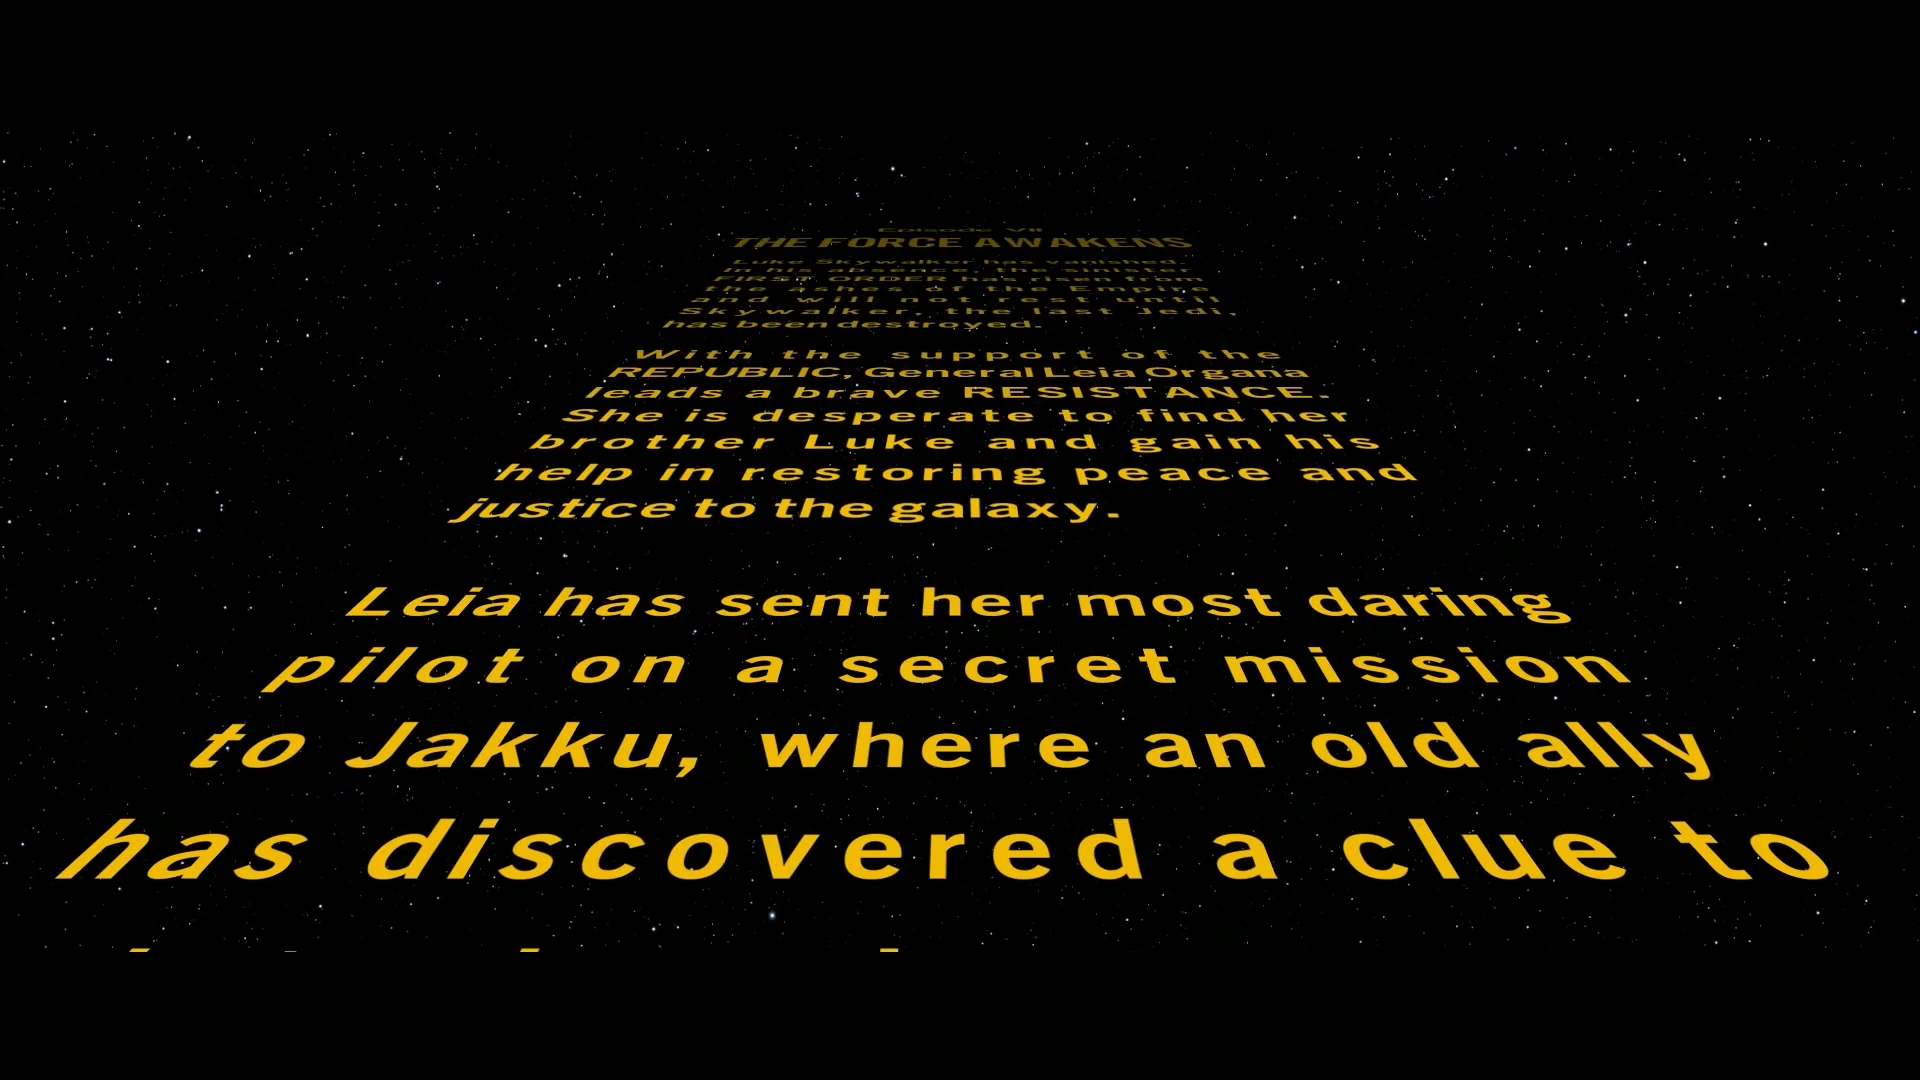 Episode VII
THE FORCE AWAKENS
Luke Skywalker has vanished.
In his absence, the sinister
FIRST ORDER has risen from
the ashes of the Empire
and will not rest until
Skywalker, the last Jedi,
has been destroyed.
With the support of the
REPUBLIC, General Leia Organa
leads a brave RESISTANCE.
She is desperate to find her
brother Luke and gain his
help in restoring peace and
justice to the galaxy.
Leia has sent her most daring
pilot on a secret mission
to Jakku, where an old ally
has discovered a clue to